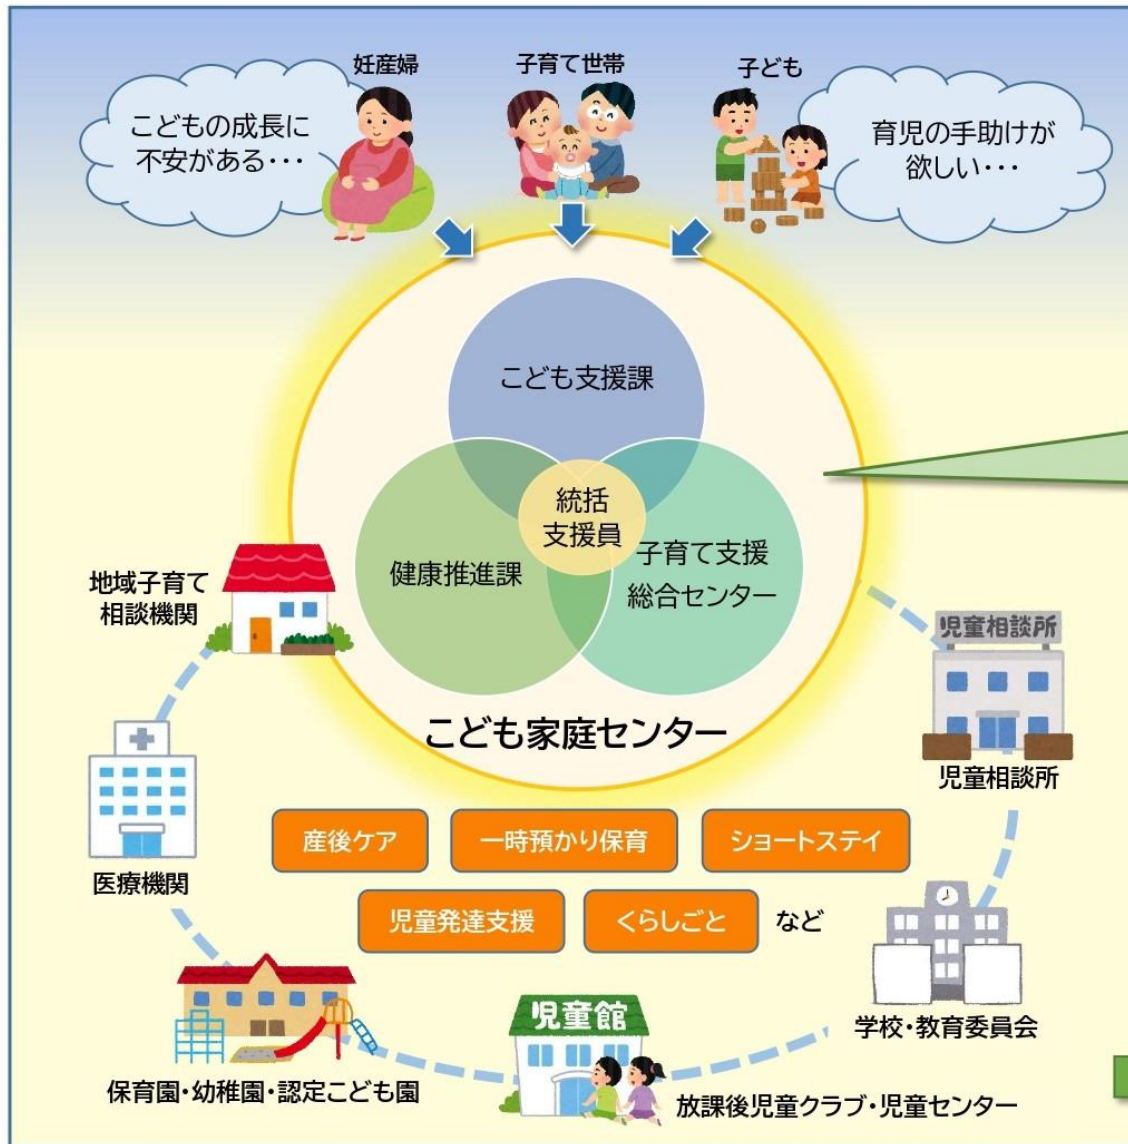 妊産婦
子育て世帯
子ども
こどもの成長に
不安がある・・・
育児の手助けが
欲しい・・・
こども支援課
統括
支援員
健康推進課
子育て支援
総合センター
こども家庭センター
地域子育て
相談機関
児童相談所
児童相談所
医療機関
産後ケア
一時預かり保育
ショートステイ
児童発達支援
くらしごと
など
学校・教育委員会
保育園・幼稚園・認定こども園
児童館
放課後児童クラブ・児童センター